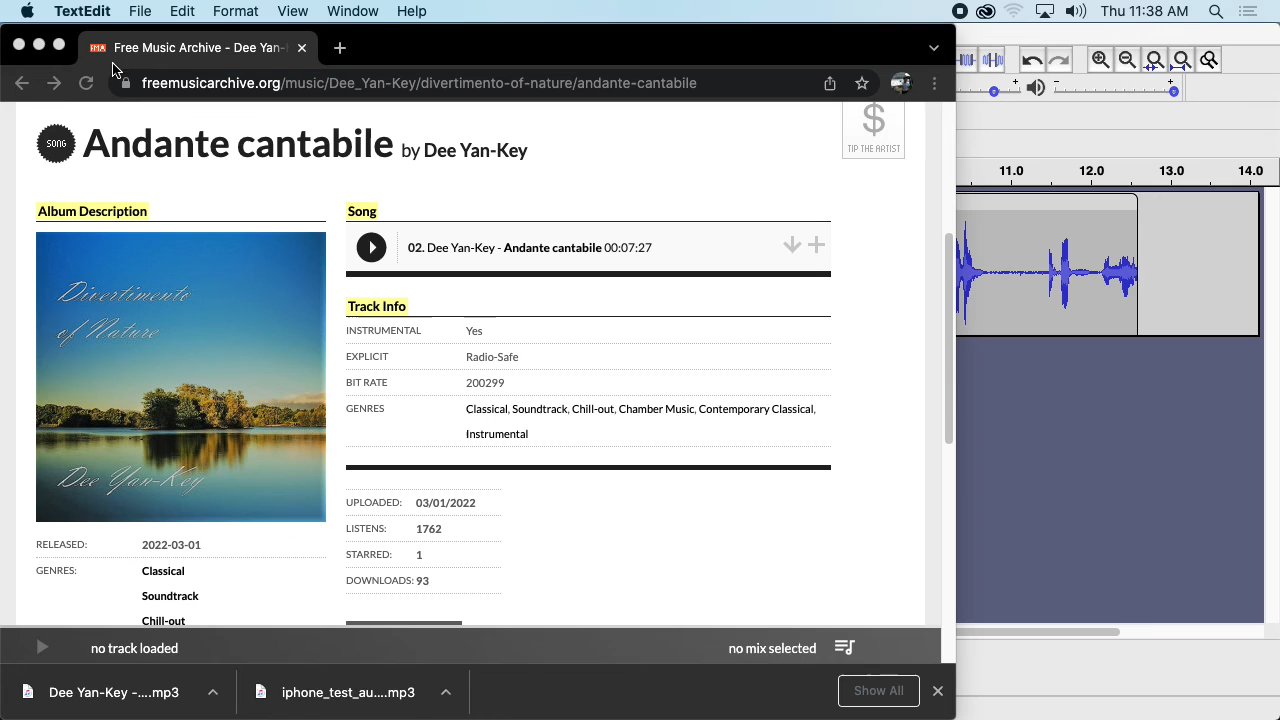 TextEdit File Edit Format View Window Help Thu 11:38 AM
FMA Free Music Archive - Dee Yan-
freemusicarchive.org/music/Dee_Yan-Key/divertimento-of-nature/andante-cantabile
SONG Andante cantabile by Dee Yan-Key
$
TIP THE ARTIST
11.0 12.0 13.0 14.0
Album Description
Divertimento
of Nature
Dee Yan-Key
RELEASED: 2022-03-01
GENRES: Classical
Soundtrack
Chill-out
Song
02. Dee Yan-Key - Andante cantabile 00:07:27
Track Info
INSTRUMENTAL Yes
EXPLICIT Radio-Safe
BIT RATE 200299
GENRES Classical, Soundtrack, Chill-out, Chamber Music, Contemporary Classical,
Instrumental
UPLOADED: 03/01/2022
LISTENS: 1762
STARRED: 1
DOWNLOADS: 93
no track loaded no mix selected
Dee Yan-Key -....mp3 iphone_test_au....mp3 Show All